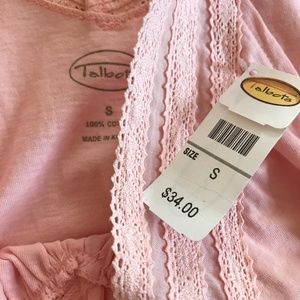 Talbots
S
100% CO
MADE IN
Talbots
SIZE
S
$34.00